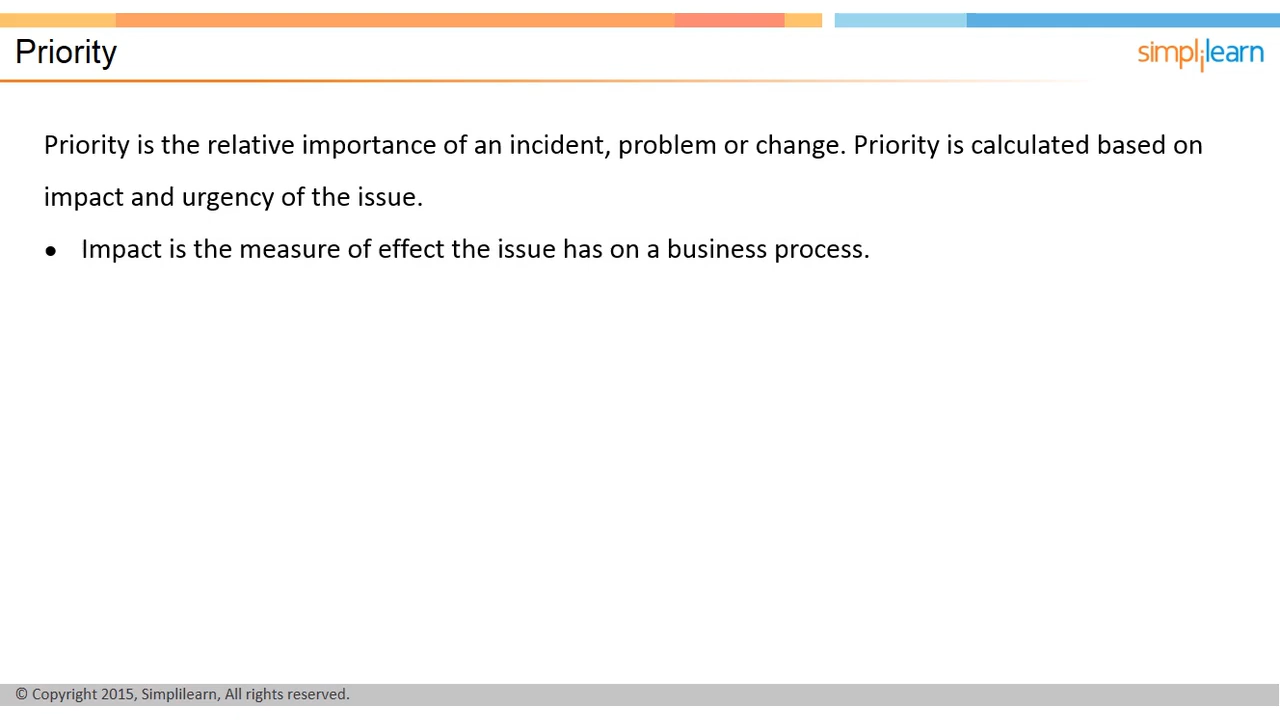 Priority
simplilearn
Priority is the relative importance of an incident, problem or change. Priority is calculated based on
impact and urgency of the issue.
• Impact is the measure of effect the issue has on a business process.
© Copyright 2015, Simplilearn, All rights reserved.